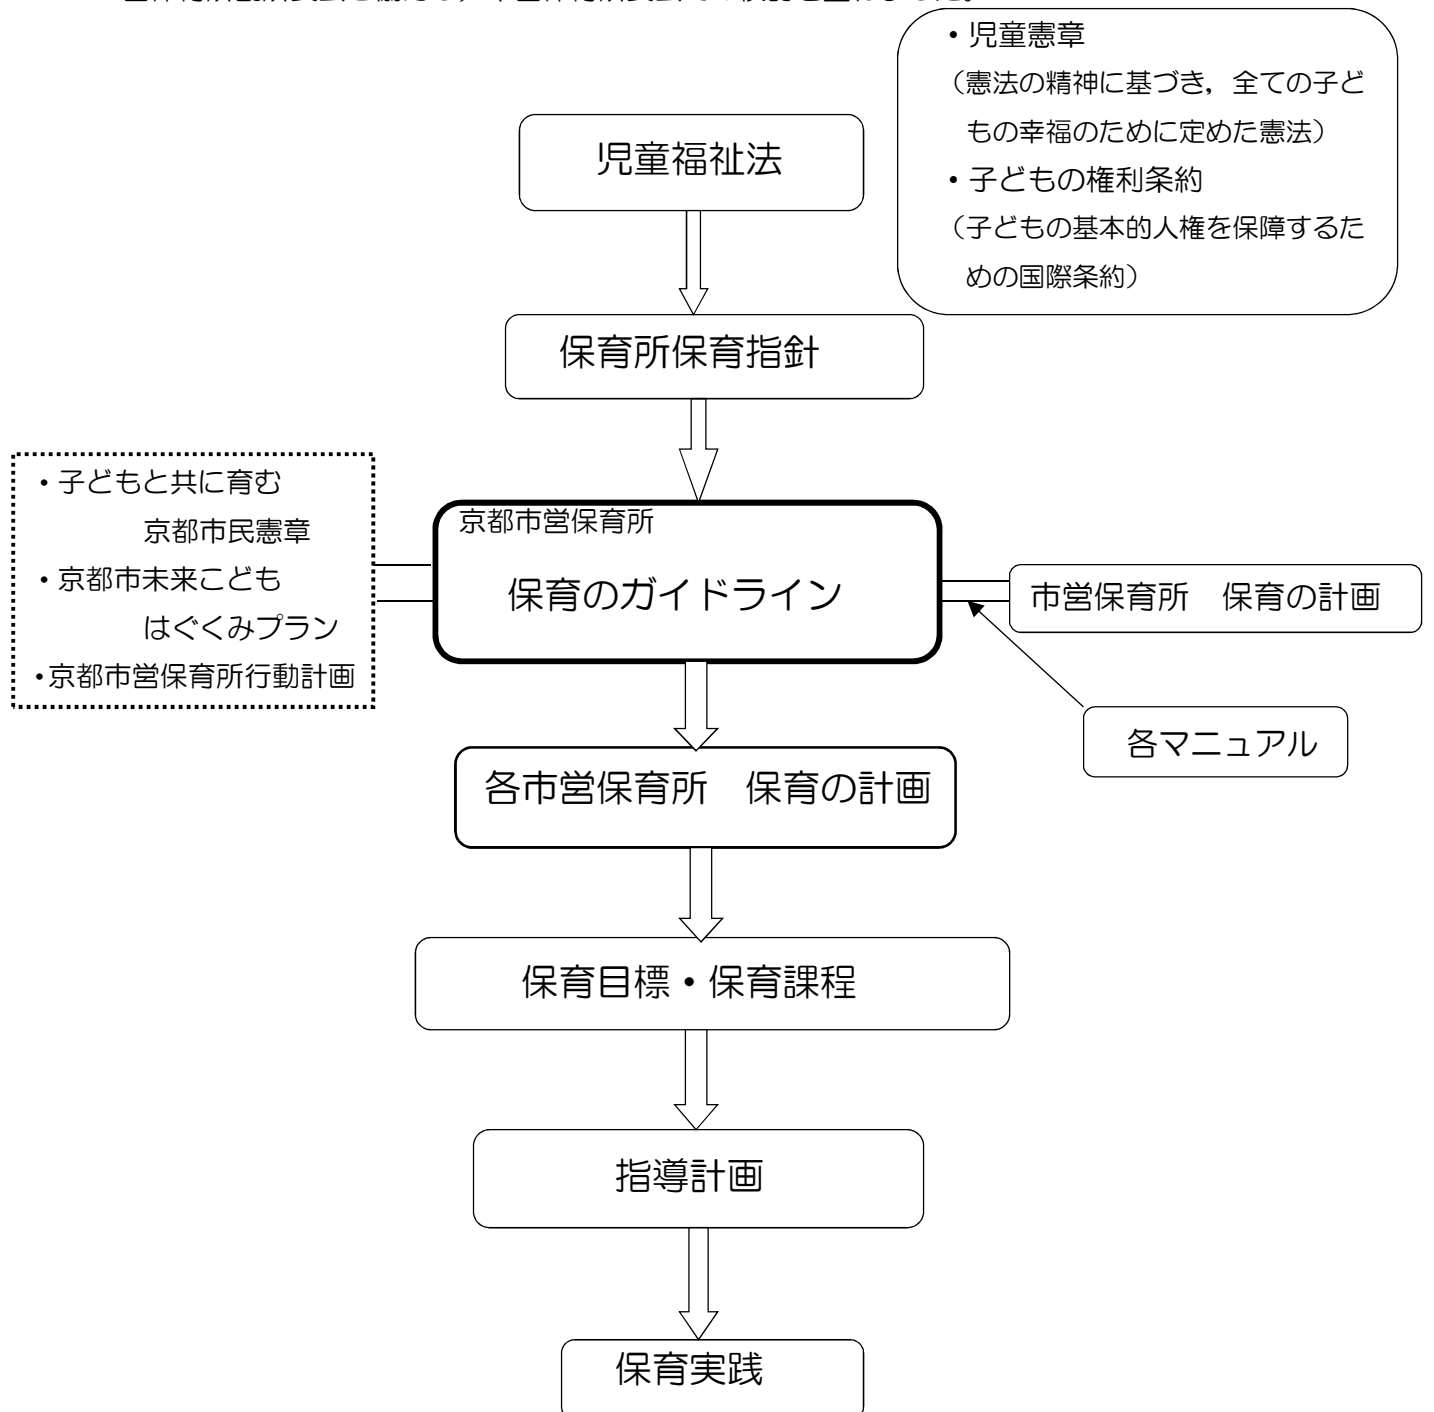 ・児童憲章
（憲法の精神に基づき，全ての子ど
もの幸福のために定めた憲法）
・子どもの権利条約
（子どもの基本的人権を保障するた
めの国際条約）
児童福祉法
保育所保育指針
・子どもと共に育む
京都市民憲章
・京都市未来こども
はぐくみプラン
・京都市営保育所行動計画
京都市営保育所
保育のガイドライン
市営保育所　保育の計画
各マニュアル
各市営保育所　保育の計画
保育目標・保育課程
指導計画
保育実践